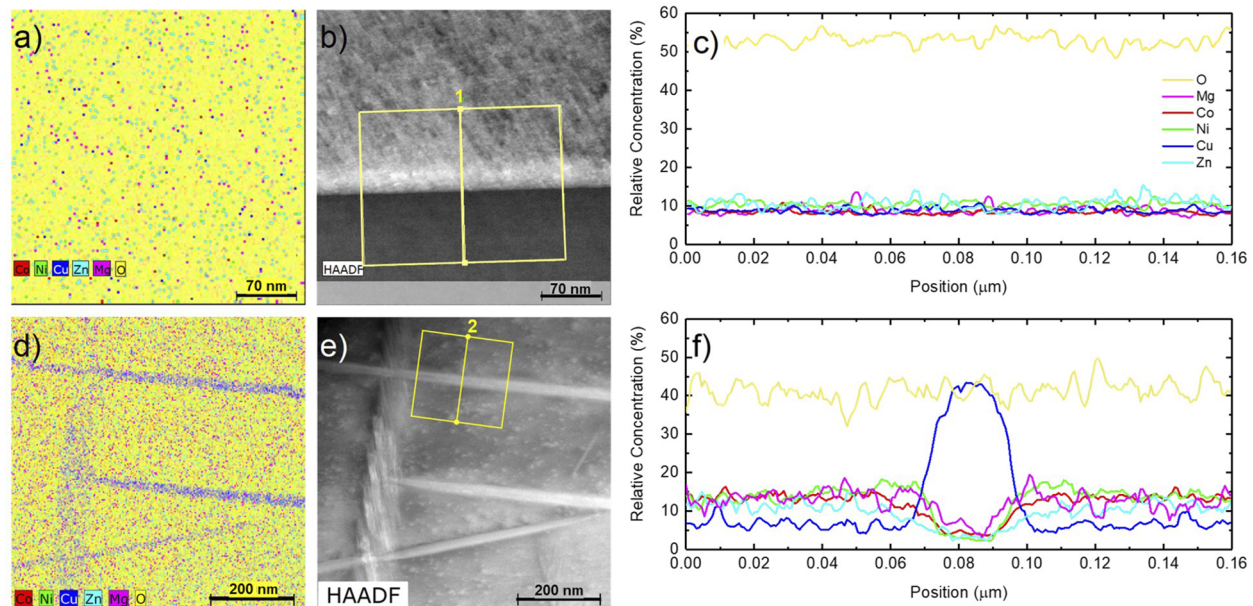 a)
Co Ni Cu Zn Mg O
70 nm
b)
1
HAADF
70 nm
c)
Relative Concentration (%)
60
50
40
30
20
10
0
O
Mg
Co
Ni
Cu
Zn
0.00 0.02 0.04 0.06 0.08 0.10 0.12 0.14 0.16
Position (μm)
d)
Co Ni Cu Zn Mg O
200 nm
e)
2
HAADF
200 nm
f)
Relative Concentration (%)
60
50
40
30
20
10
0
0.00 0.02 0.04 0.06 0.08 0.10 0.12 0.14 0.16
Position (μm)